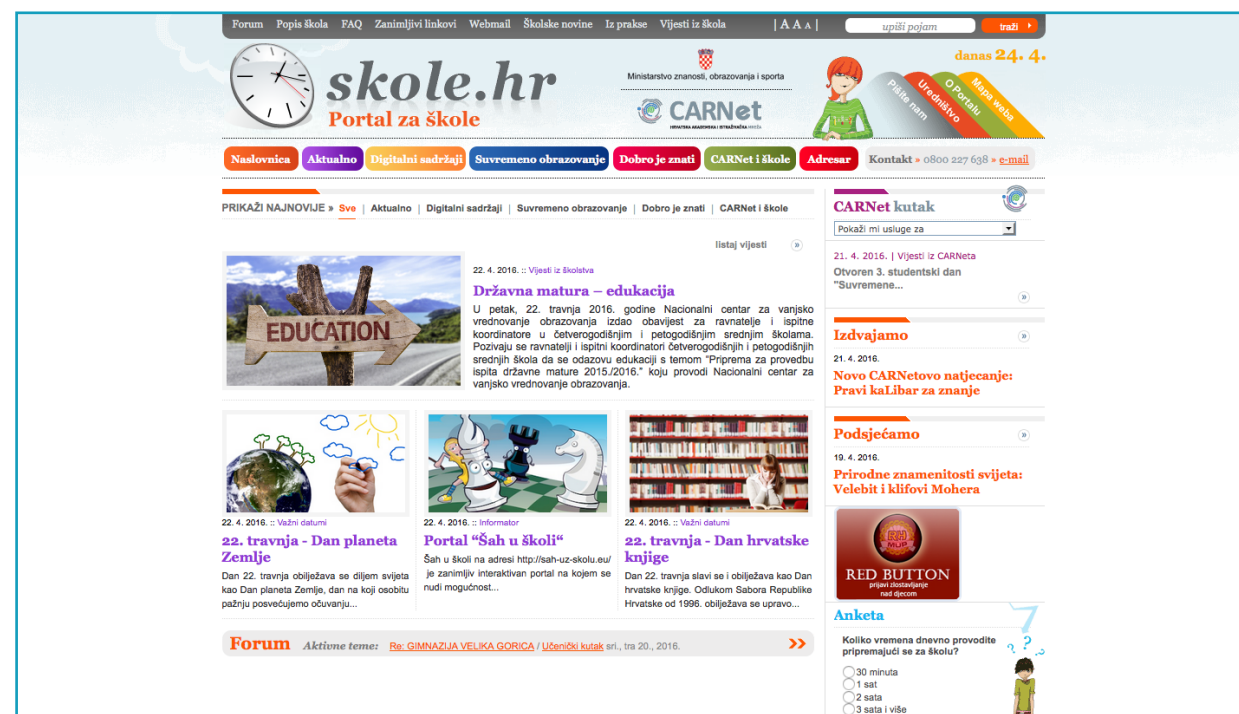 Forum Popis škola FAQ Zanimljivi linkovi Webmail Školske novine Iz prakse Vijesti iz škola | A A A | upiši pojam traži
danas 24. 4.
skole.hr
Portal za škole
Ministarstvo znanosti, obrazovanja i sporta
CARNet
HRVATSKA AKADEMSKA I ISTRAŽIVAČKA MREŽA
Pišite nam
Uredništvo
O Portalu
Mapa weba
Naslovnica Aktualno Digitalni sadržaji Suvremeno obrazovanje Dobro je znati CARNet i škole Adresar Kontakt » 0800 227 638 » e-mail
PRIKAŽI NAJNOVIJE » Sve | Aktualno | Digitalni sadržaji | Suvremeno obrazovanje | Dobro je znati | CARNet i škole
listaj vijesti »
EDUCATION
22. 4. 2016. :: Vijesti iz školstva
Državna matura – edukacija
U petak, 22. travnja 2016. godine Nacionalni centar za vanjsko
vrednovanje obrazovanja izdao obavijest za ravnatelje i ispitne
koordinatore u četverogodišnjim i petogodišnjim srednjim školama.
Pozivaju se ravnatelji i ispitni koordinatori četverogodišnjih i petogodišnjih
srednjih škola da se odazovu edukaciji s temom "Priprema za provedbu
ispita državne mature 2015./2016." koju provodi Nacionalni centar za
vanjsko vrednovanje obrazovanja.
22. 4. 2016. :: Važni datumi
22. travnja - Dan planeta
Zemlje
Dan 22. travnja obilježava se diljem svijeta
kao Dan planeta Zemlje, dan na koji osobitu
pažnju posvećujemo očuvanju...
22. 4. 2016. :: Informator
Portal “Šah u školi“
Šah u školi na adresi http://sah-uz-skolu.eu/
je zanimljiv interaktivan portal na kojem se
nudi mogućnost...
22. 4. 2016. :: Važni datumi
22. travnja - Dan hrvatske
knjige
Dan 22. travnja slavi se i obilježava kao Dan
hrvatske knjige. Odlukom Sabora Republike
Hrvatske od 1996. obilježava se upravo...
Forum Aktivne teme: Re: GIMNAZIJA VELIKA GORICA / Učenički kutak sri., tra 20., 2016. >>
CARNet kutak
Pokaži mi usluge za
21. 4. 2016. | Vijesti iz CARNeta
Otvoren 3. studentski dan
"Suvremene...
»
Izdvajamo »
21. 4. 2016.
Novo CARNetovo natjecanje:
Pravi kaLibar za znanje
Podsjećamo »
19. 4. 2016.
Prirodne znamenitosti svijeta:
Velebit i klifovi Mohera
MUP
RED BUTTON
prijavi zlostavljanje
nad djecom
Anketa
Koliko vremena dnevno provodite
pripremajući se za školu?
30 minuta
1 sat
2 sata
3 sata i više